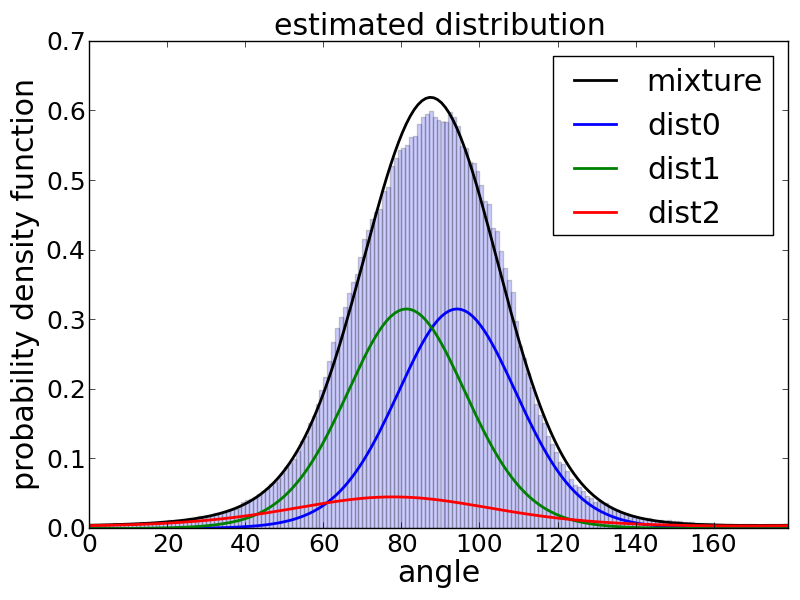 estimated distribution
probability density function
0.7
0.6
0.5
0.4
0.3
0.2
0.1
0.0
mixture
dist0
dist1
dist2
0 20 40 60 80 100 120 140 160
angle